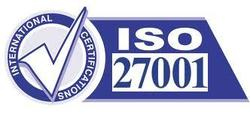 INTERNATIONAL
CERTIFICATIONS
ISO
27001